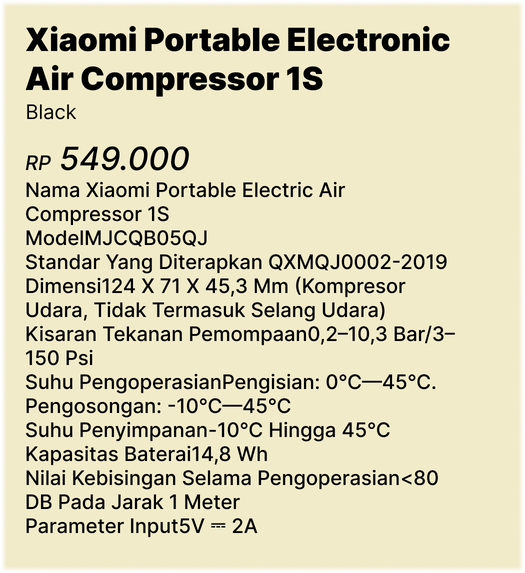 Xiaomi Portable Electronic
Air Compressor 1S
Black
RP 549.000
Nama Xiaomi Portable Electric Air
Compressor 1S
ModelMJCQB05QJ
Standar Yang Diterapkan QXMQJ0002-2019
Dimensi124 X 71 X 45,3 Mm (Kompresor
Udara, Tidak Termasuk Selang Udara)
Kisaran Tekanan Pemompaan0,2–10,3 Bar/3–
150 Psi
Suhu PengoperasianPengisian: 0°C—45°C.
Pengosongan: -10°C—45°C
Suhu Penyimpanan-10°C Hingga 45°C
Kapasitas Baterai14,8 Wh
Nilai Kebisingan Selama Pengoperasian<80
DB Pada Jarak 1 Meter
Parameter Input5V ⎓ 2A